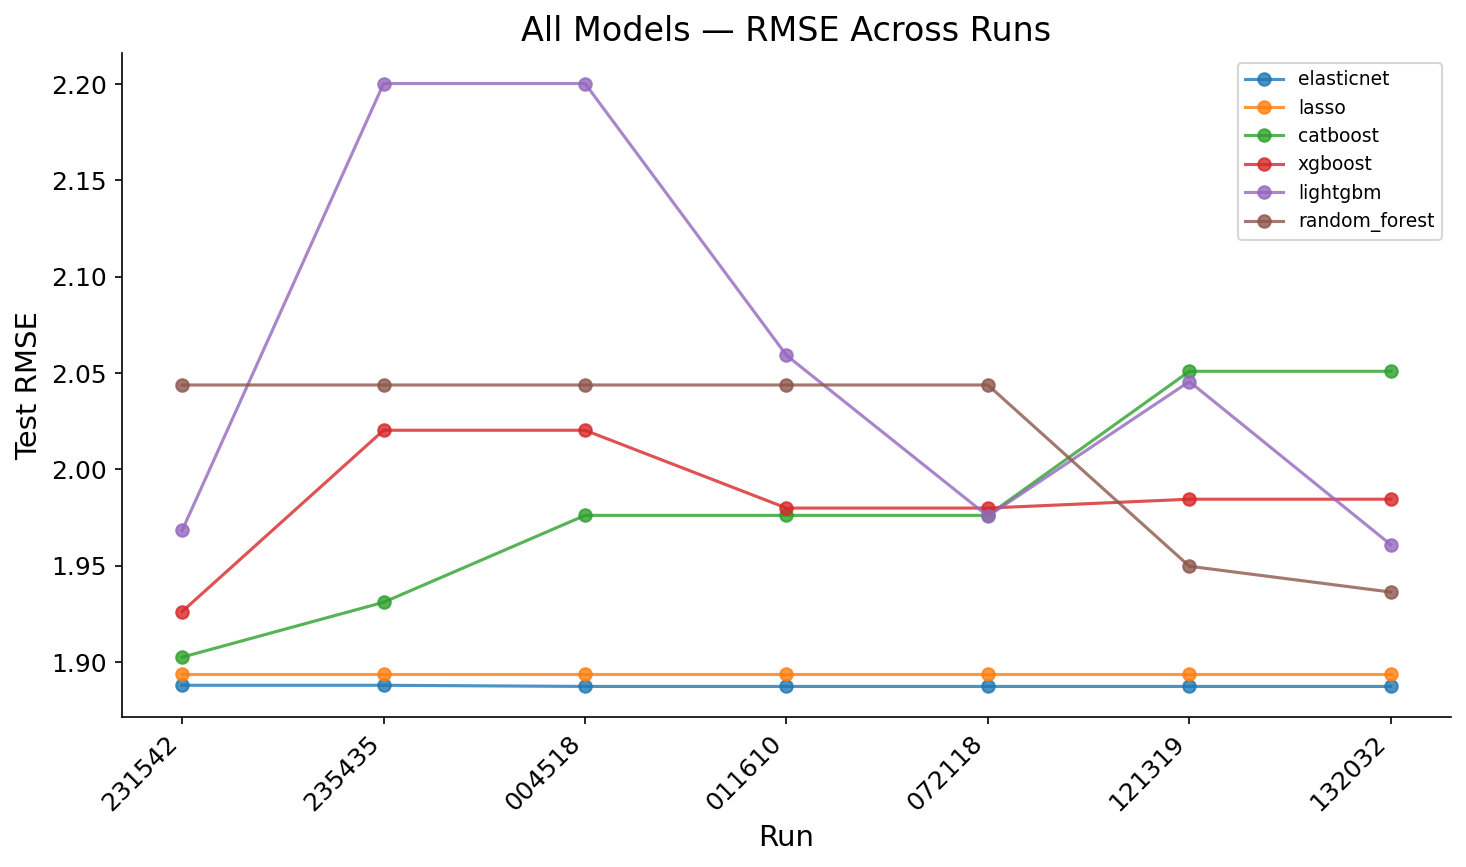 All Models — RMSE Across Runs
elasticnet
lasso
catboost
xgboost
lightgbm
random_forest
Test RMSE
2.20
2.15
2.10
2.05
2.00
1.95
1.90
231542
235435
004518
011610
072118
121319
132032
Run